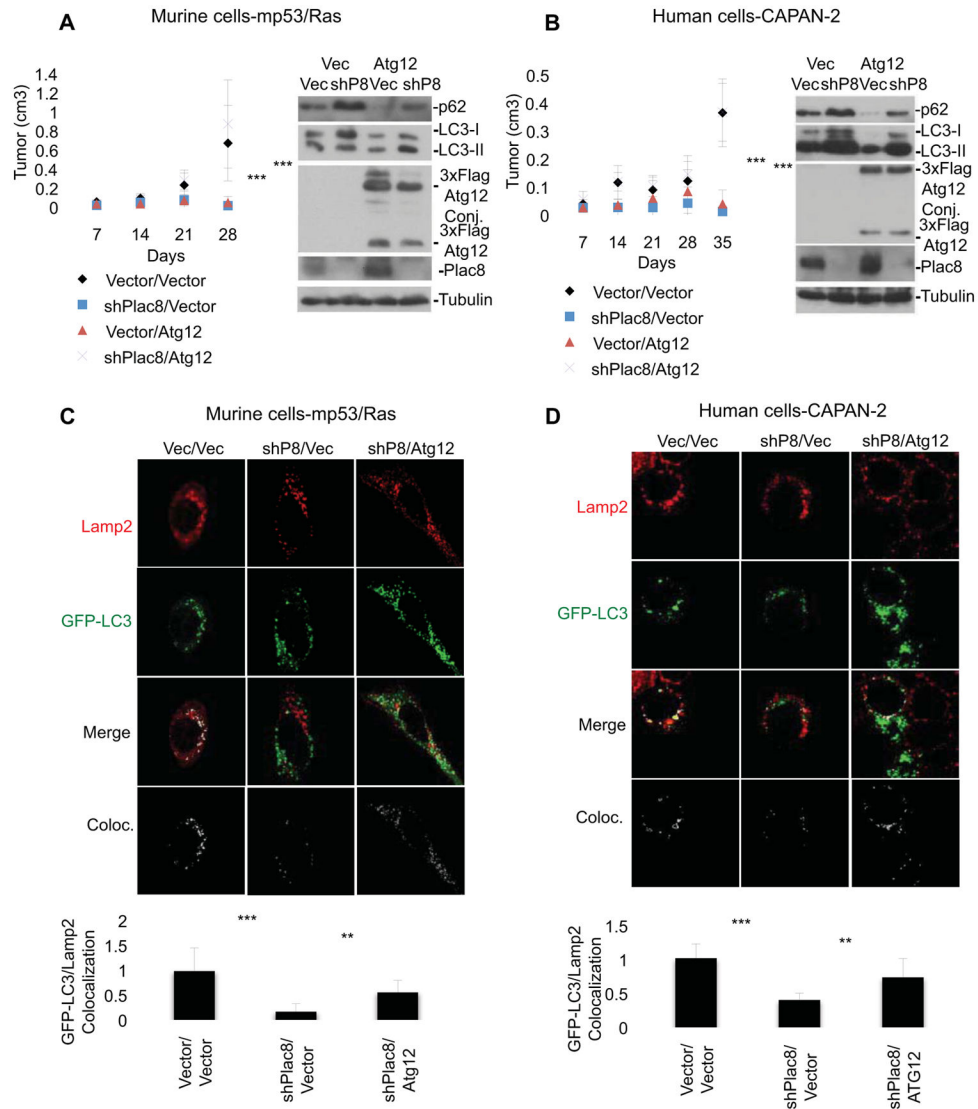 A
Murine cells-mp53/Ras
Tumor (cm3)
1.4
1.2
1
0.8
0.6
0.4
0.2
0
7 14 21 28
Days
***
***
Vector/Vector
shPlac8/Vector
Vector/Atg12
shPlac8/Atg12
Vec Atg12
Vec shP8 Vec shP8
-p62
-LC3-I
-LC3-II
3xFlag
Atg12
Conj.
3xFlag
Atg12
-Plac8
-Tubulin
B
Human cells-CAPAN-2
Tumor (cm3)
0.5
0.4
0.3
0.2
0.1
0
7 14 21 28 35
Days
*** ***
Vector/Vector
shPlac8/Vector
Vector/Atg12
shPlac8/Atg12
Vec Atg12
Vec shP8 Vec shP8
-p62
LC3-I
-LC3-II
3xFlag
Atg12
Conj.
3xFlag
Atg12
-Plac8
-Tubulin
C
Murine cells-mp53/Ras
Vec/Vec shP8/Vec shP8/Atg12
Lamp2
GFP-LC3
Merge
Coloc.
GFP-LC3/Lamp2
Colocalization
2
1.5
1
0.5
0
***
**
Vector/
Vector
shPlac8/
Vector
shPlac8/
Atg12
D
Human cells-CAPAN-2
Vec/Vec shP8/Vec shP8/Atg12
Lamp2
GFP-LC3
Merge
Coloc.
GFP-LC3/Lamp2
Colocalization
1.5
1
0.5
0
***
**
Vector/
Vector
shPlac8/
Vector
shPlac8/
ATG12